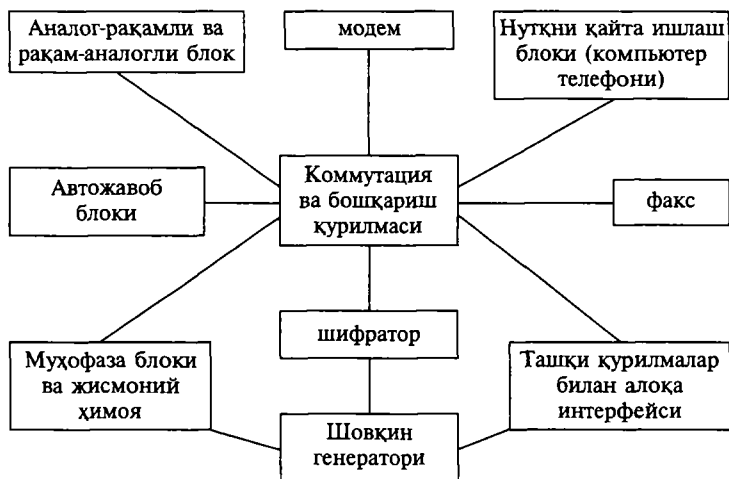 Аналог-рақамли ва
рақам-аналогли блок
модем
Нутқни қайта ишлаш
блоки (компьютер
телефони)
Автожавоб
блоки
Коммутация
ва бошқариш
қурилмаси
факс
шифратор
Муҳофаза блоки
ва жисмоний
ҳимоя
Ташқи қурилмалар
билан алоқа
интерфейси
Шовқин
генератори